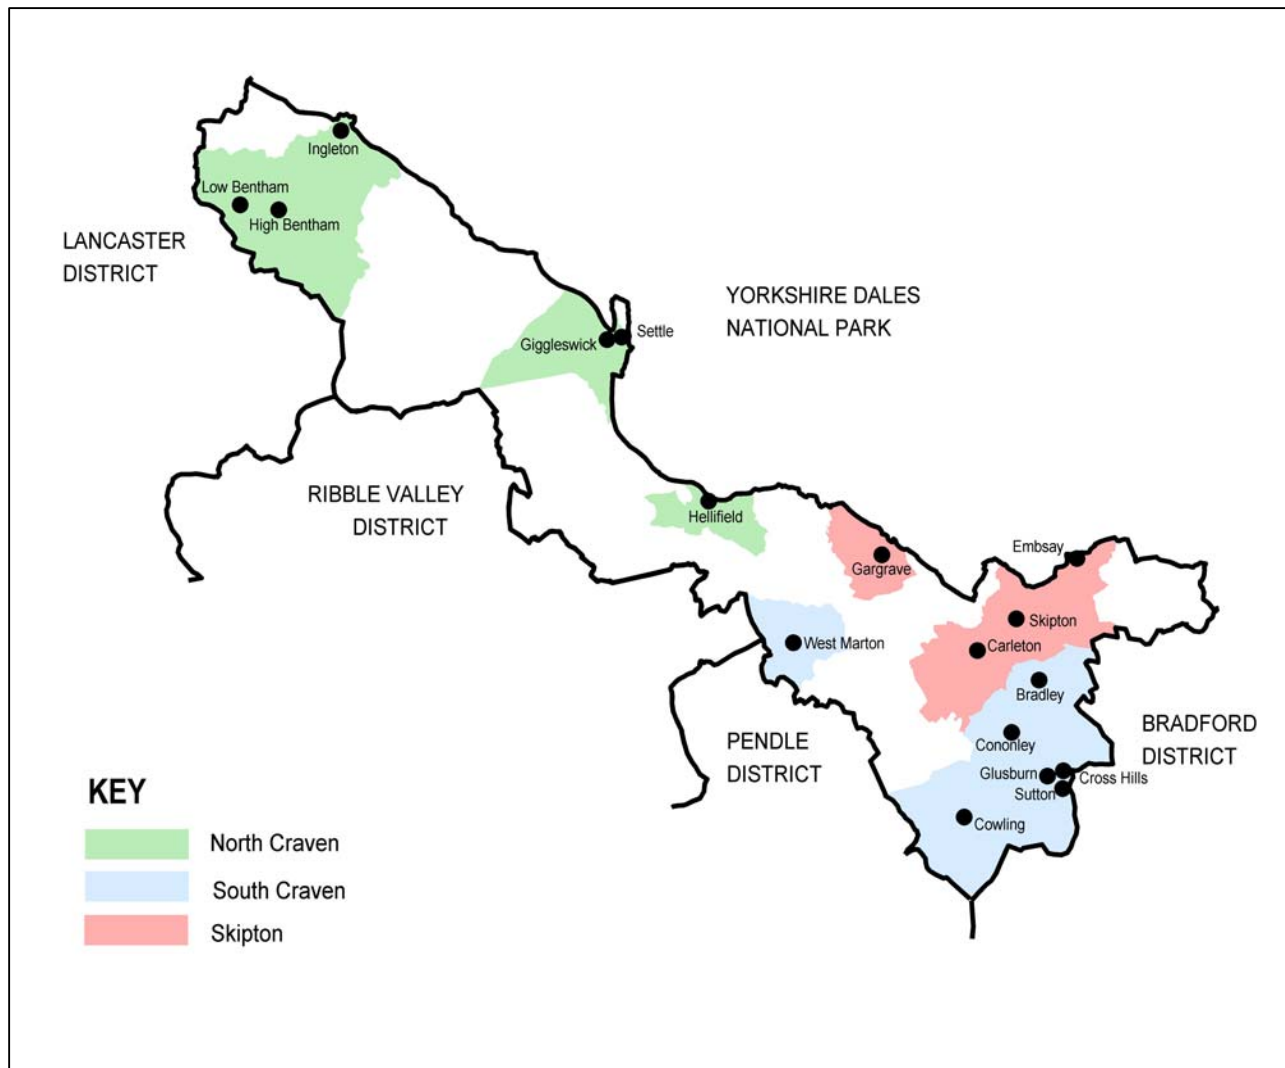 Ingleton
Low Bentham
High Bentham
LANCASTER
DISTRICT
YORKSHIRE DALES
NATIONAL PARK
Settle
Giggleswick
RIBBLE VALLEY
DISTRICT
Hellifield
Embsay
Gargrave
Skipton
West Marton
Carleton
Bradley
BRADFORD
DISTRICT
PENDLE
DISTRICT
Cononley
Glusburn
Cross Hills
Sutton
Cowling
KEY
North Craven
South Craven
Skipton